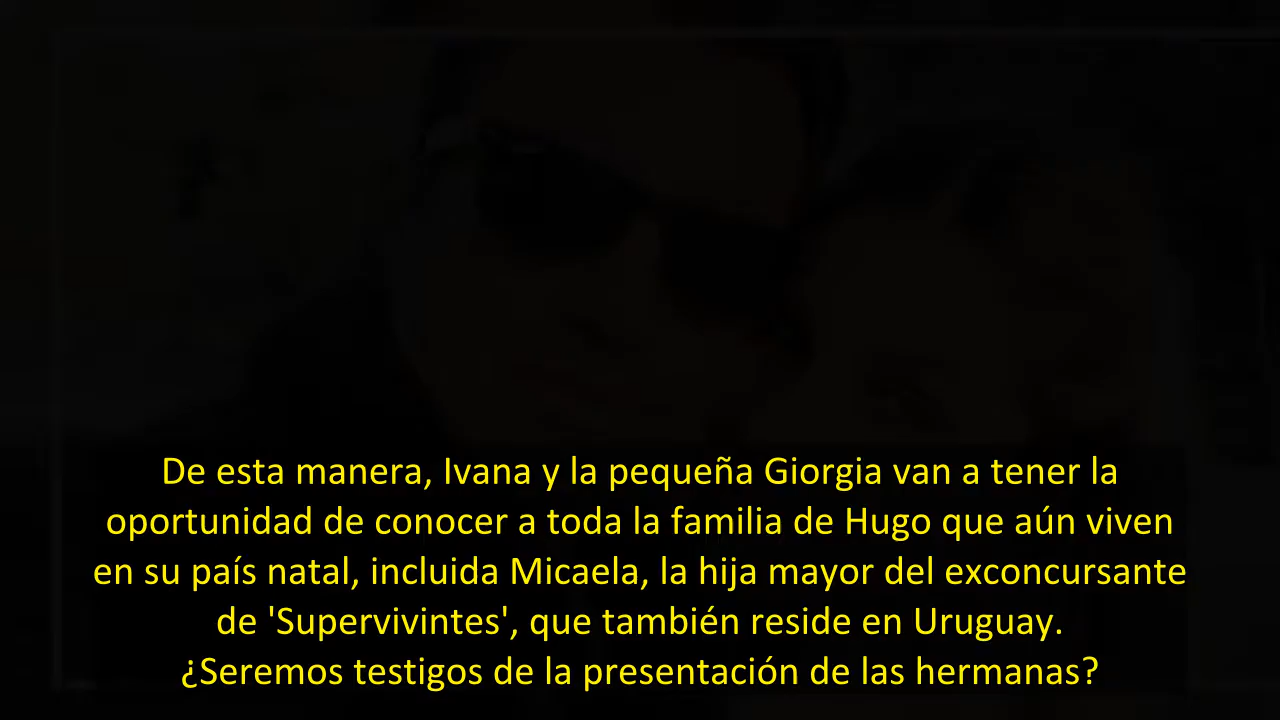 De esta manera, Ivana y la pequeña Giorgia van a tener la
oportunidad de conocer a toda la familia de Hugo que aún viven
en su país natal, incluida Micaela, la hija mayor del exconcursante
de 'Supervivintes', que también reside en Uruguay.
¿Seremos testigos de la presentación de las hermanas?